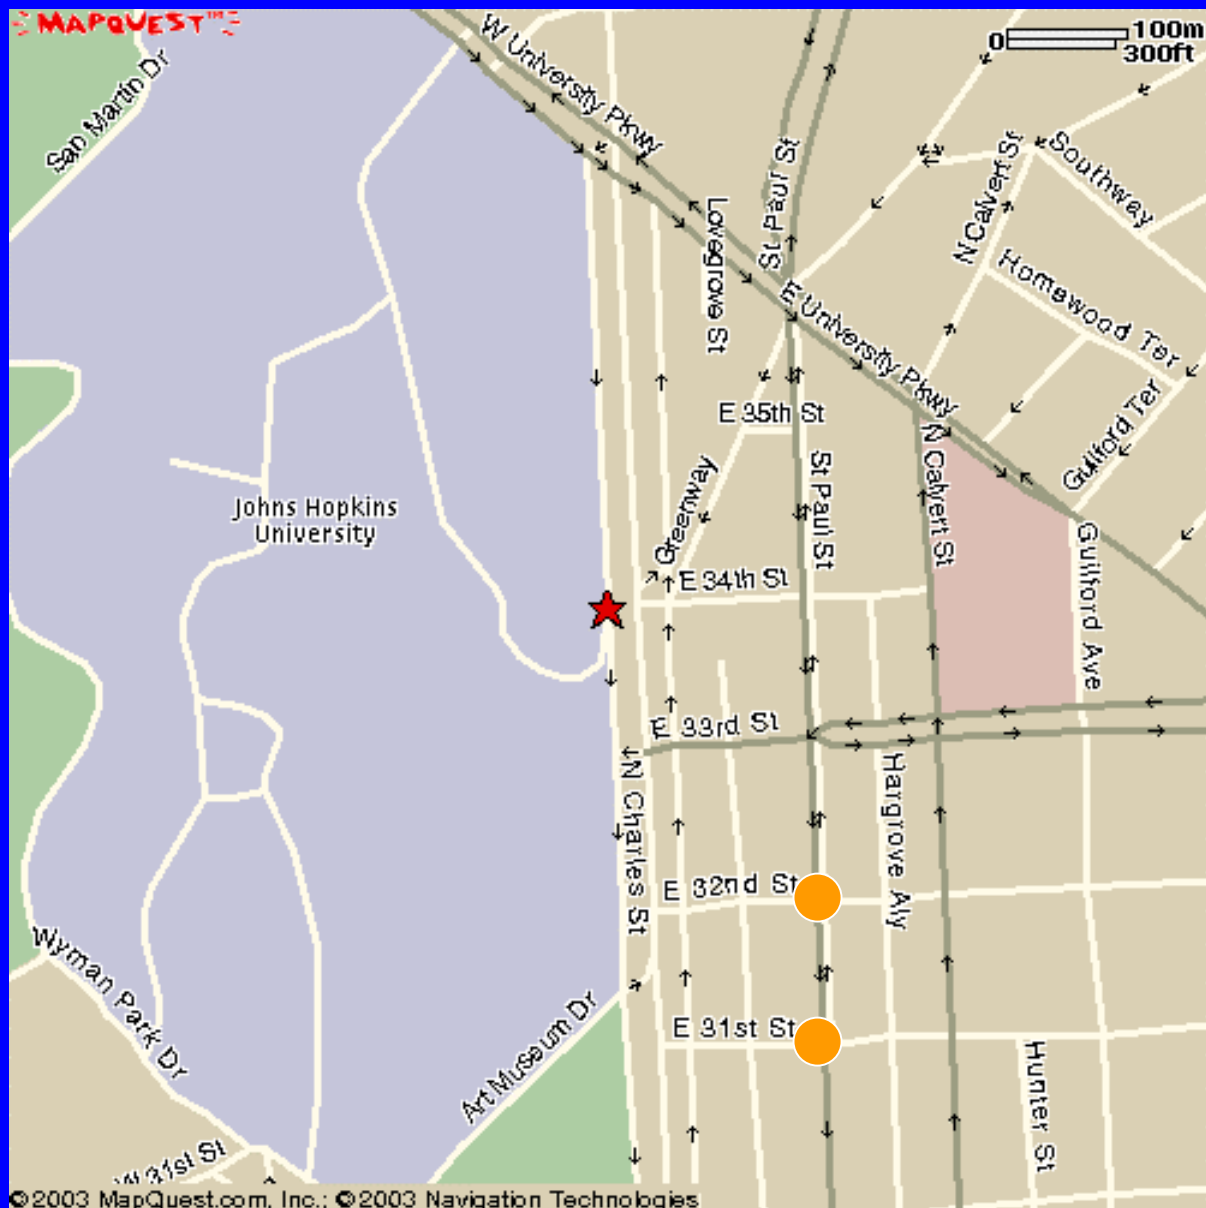 MAPQUEST™
0 100m
300ft
W University Pkwy
San Martin Dr
St Paul St
N Calvert St
Southway
Lovegrove St
Homewood Ter
E University Pkwy
Guilford Ter
E 35th St
N Calvert St
St Paul St
Greenway
Johns Hopkins
University
Guilford Ave
E 34th St
E 33rd St
N Charles St
Hargrove Aly
E 32nd St
Wyman Park Dr
Art Museum Dr
E 31st St
Hunter St
W 31st St
©2003 MapQuest.com, Inc.; ©2003 Navigation Technologies